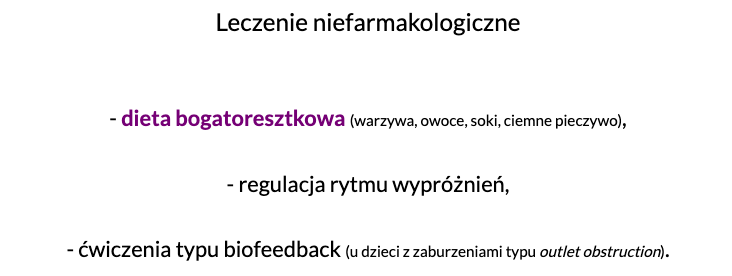 Leczenie niefarmakologiczne
- dieta bogatoresztkowa (warzywa, owoce, soki, ciemne pieczywo),
- regulacja rytmu wypróżnień,
- ćwiczenia typu biofeedback (u dzieci z zaburzeniami typu outlet obstruction).